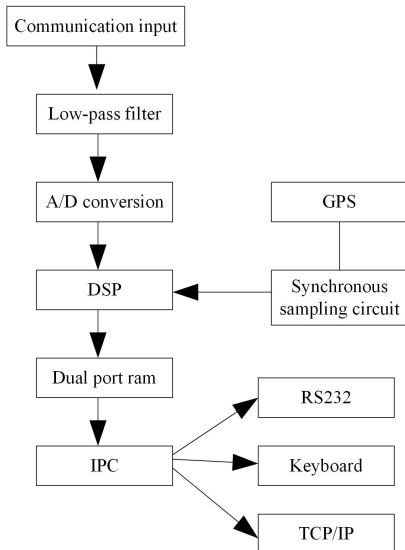 Communication input
Low-pass filter
A/D conversion
GPS
DSP
Synchronous
sampling circuit
Dual port ram
RS232
IPC
Keyboard
TCP/IP